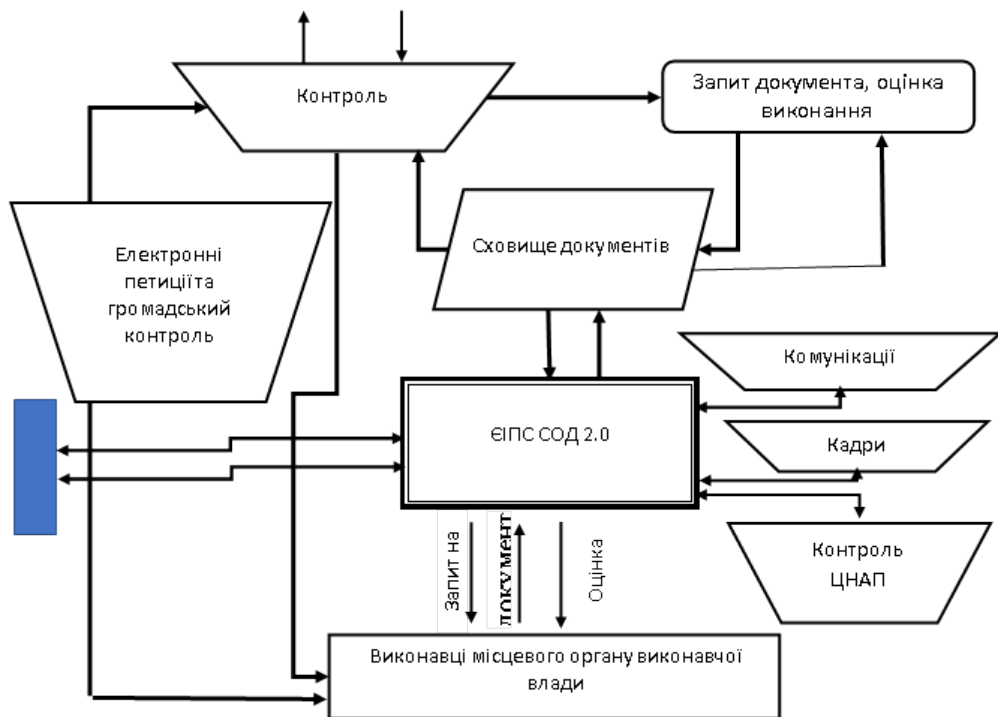 Контроль
Запит документа, оцінка
виконання
Сховище документів
Електронні
петиціїта
громадський
контроль
Комунікації
ЄІПС СОД 2.0
Кадри
Контроль
ЦНАП
Запит на
документ
Оцінка
Виконавці місцевого органу виконавчої
влади